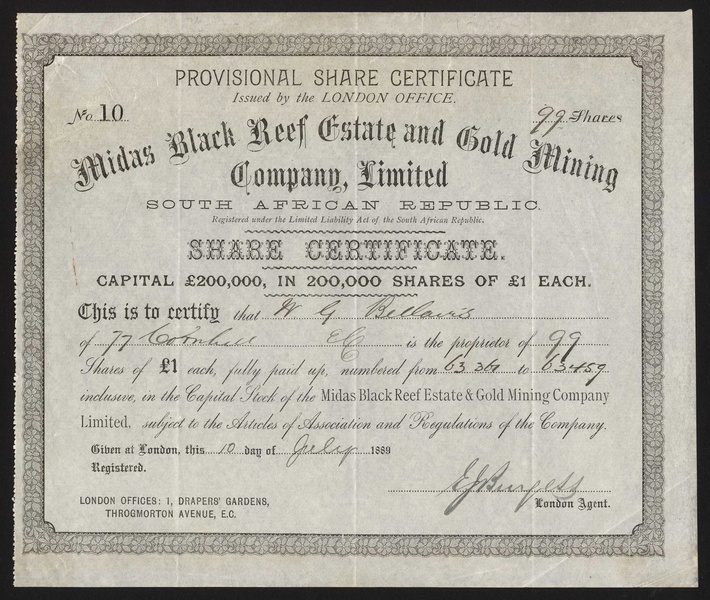 PROVISIONAL SHARE CERTIFICATE
Issued by the LONDON OFFICE.
No 10 99 Shares
Midas Black Reef Estate and Gold Mining
Company, Limited
SOUTH AFRICAN REPUBLIC.
Registered under the Limited Liability Act of the South African Republic.
SHARE CERTIFICATE.
CAPITAL £200,000, IN 200,000 SHARES OF £1 EACH.
This is to certify that W. G. Bellairs
of 77 Cornhill EC is the proprietor of 99
Shares of £1 each, fully paid up, numbered from to 63459
inclusive, in the Capital Stock of the Midas Black Reef Estate & Gold Mining Company
Limited, subject to the Articles of Association and Regulations of the Company.
Given at London, this 10 day of July 1889
Registered.
EJBurgess
London Agent.
LONDON OFFICES: 1, DRAPERS' GARDENS,
THROGMORTON AVENUE, E.C.